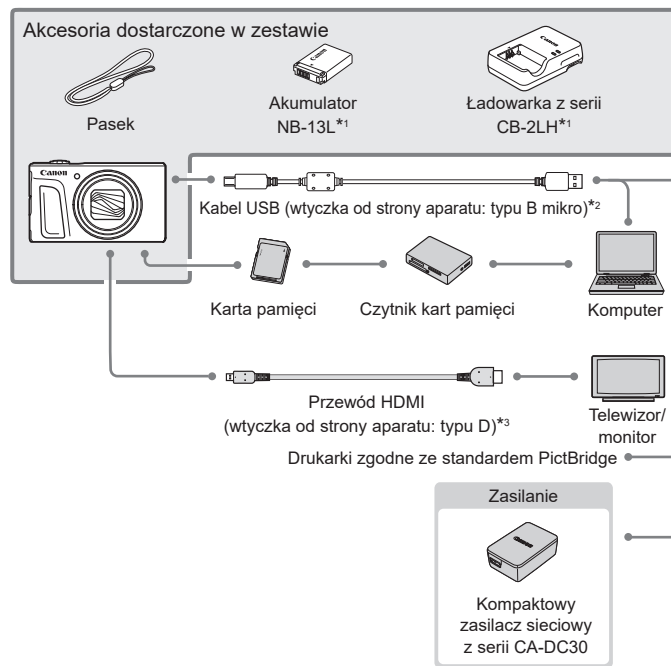 Akcesoria dostarczone w zestawie
Pasek
Akumulator
NB-13L*1
Ładowarka z serii
CB-2LH*1
Canon
Kabel USB (wtyczka od strony aparatu: typu B mikro)*2
Karta pamięci
Czytnik kart pamięci
Komputer
Przewód HDMI
(wtyczka od strony aparatu: typu D)*3
Telewizor/
monitor
Drukarki zgodne ze standardem PictBridge
Zasilanie
Canon
Kompaktowy
zasilacz sieciowy
z serii CA-DC30